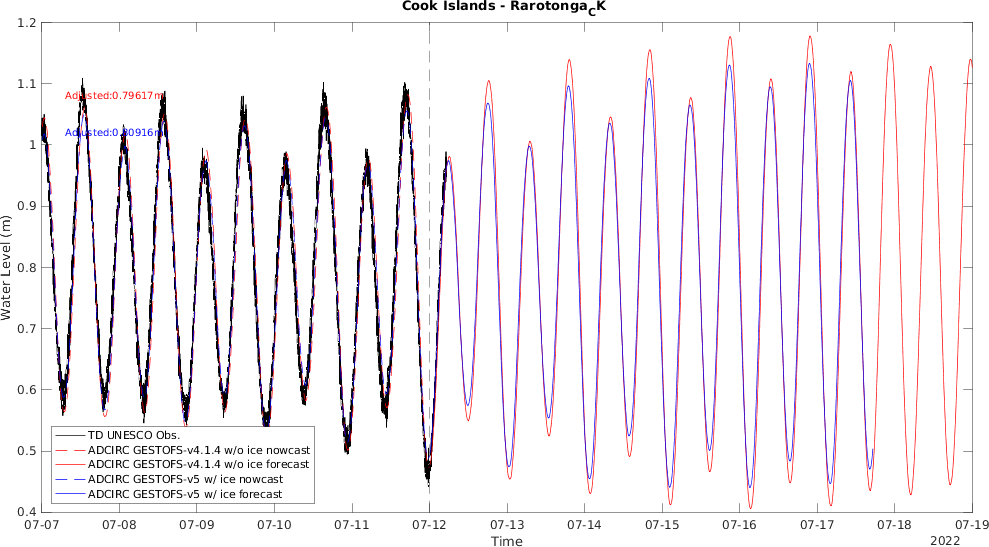 Cook Islands - RarotongaCK
1.2
1.1
1
0.9
0.8
0.7
0.6
0.5
0.4
Water Level (m)
Adjusted:0.79617m
Adjusted:0.80916m
TD UNESCO Obs.
ADCIRC GESTOFS-v4.1.4 w/o ice nowcast
ADCIRC GESTOFS-v4.1.4 w/o ice forecast
ADCIRC GESTOFS-v5 w/ ice nowcast
ADCIRC GESTOFS-v5 w/ ice forecast
07-07 07-08 07-09 07-10 07-11 07-12 07-13 07-14 07-15 07-16 07-17 07-18 07-19
Time
2022